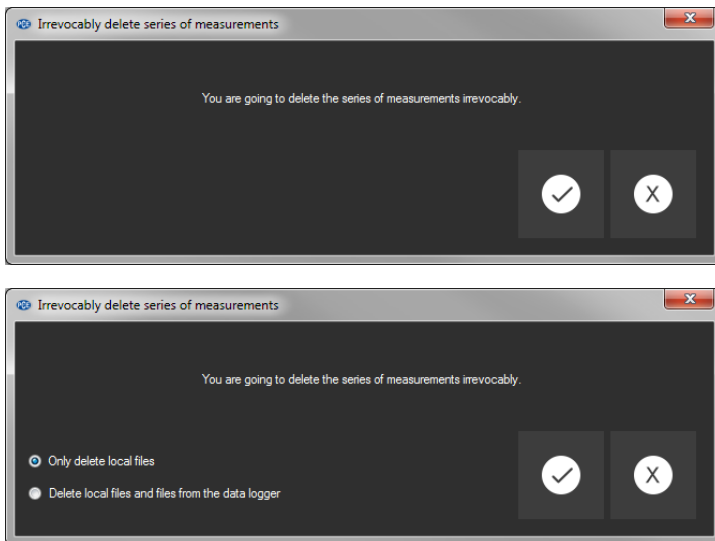 Irrevocably delete series of measurements
You are going to delete the series of measurements irrevocably.
X
Irrevocably delete series of measurements
You are going to delete the series of measurements irrevocably.
Only delete local files
Delete local files and files from the data logger
X